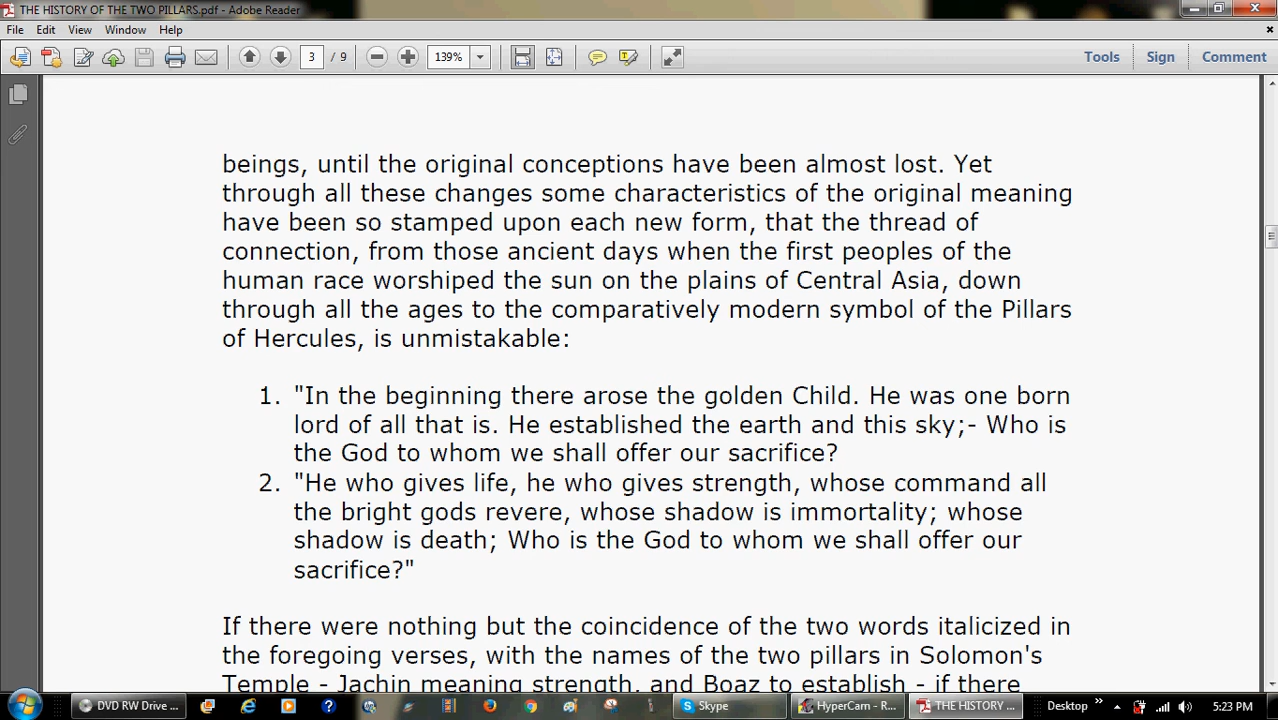 THE HISTORY OF THE TWO PILLARS.pdf - Adobe Reader
File Edit View Window Help
3 / 9 139% Tools Sign Comment
beings, until the original conceptions have been almost lost. Yet
through all these changes some characteristics of the original meaning
have been so stamped upon each new form, that the thread of
connection, from those ancient days when the first peoples of the
human race worshiped the sun on the plains of Central Asia, down
through all the ages to the comparatively modern symbol of the Pillars
of Hercules, is unmistakable:
1. "In the beginning there arose the golden Child. He was one born
lord of all that is. He established the earth and this sky;- Who is
the God to whom we shall offer our sacrifice?
2. "He who gives life, he who gives strength, whose command all
the bright gods revere, whose shadow is immortality; whose
shadow is death; Who is the God to whom we shall offer our
sacrifice?"
If there were nothing but the coincidence of the two words italicized in
the foregoing verses, with the names of the two pillars in Solomon's
Temple - Jachin meaning strength, and Boaz to establish - if there
DVD RW Drive ... Skype HyperCam - R... THE HISTORY ... Desktop 5:23 PM